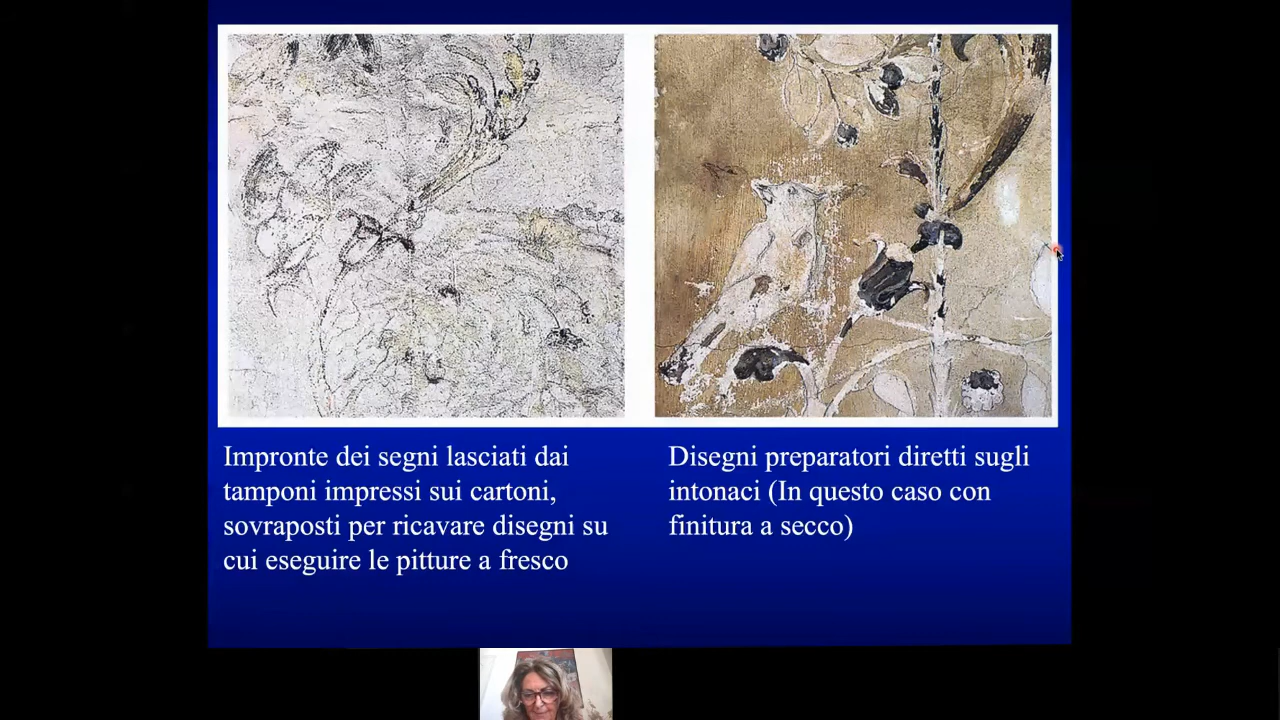 Impronte dei segni lasciati dai
tamponi impressi sui cartoni,
sovraposti per ricavare disegni su
cui eseguire le pitture a fresco
Disegni preparatori diretti sugli
intonaci (In questo caso con
finitura a secco)